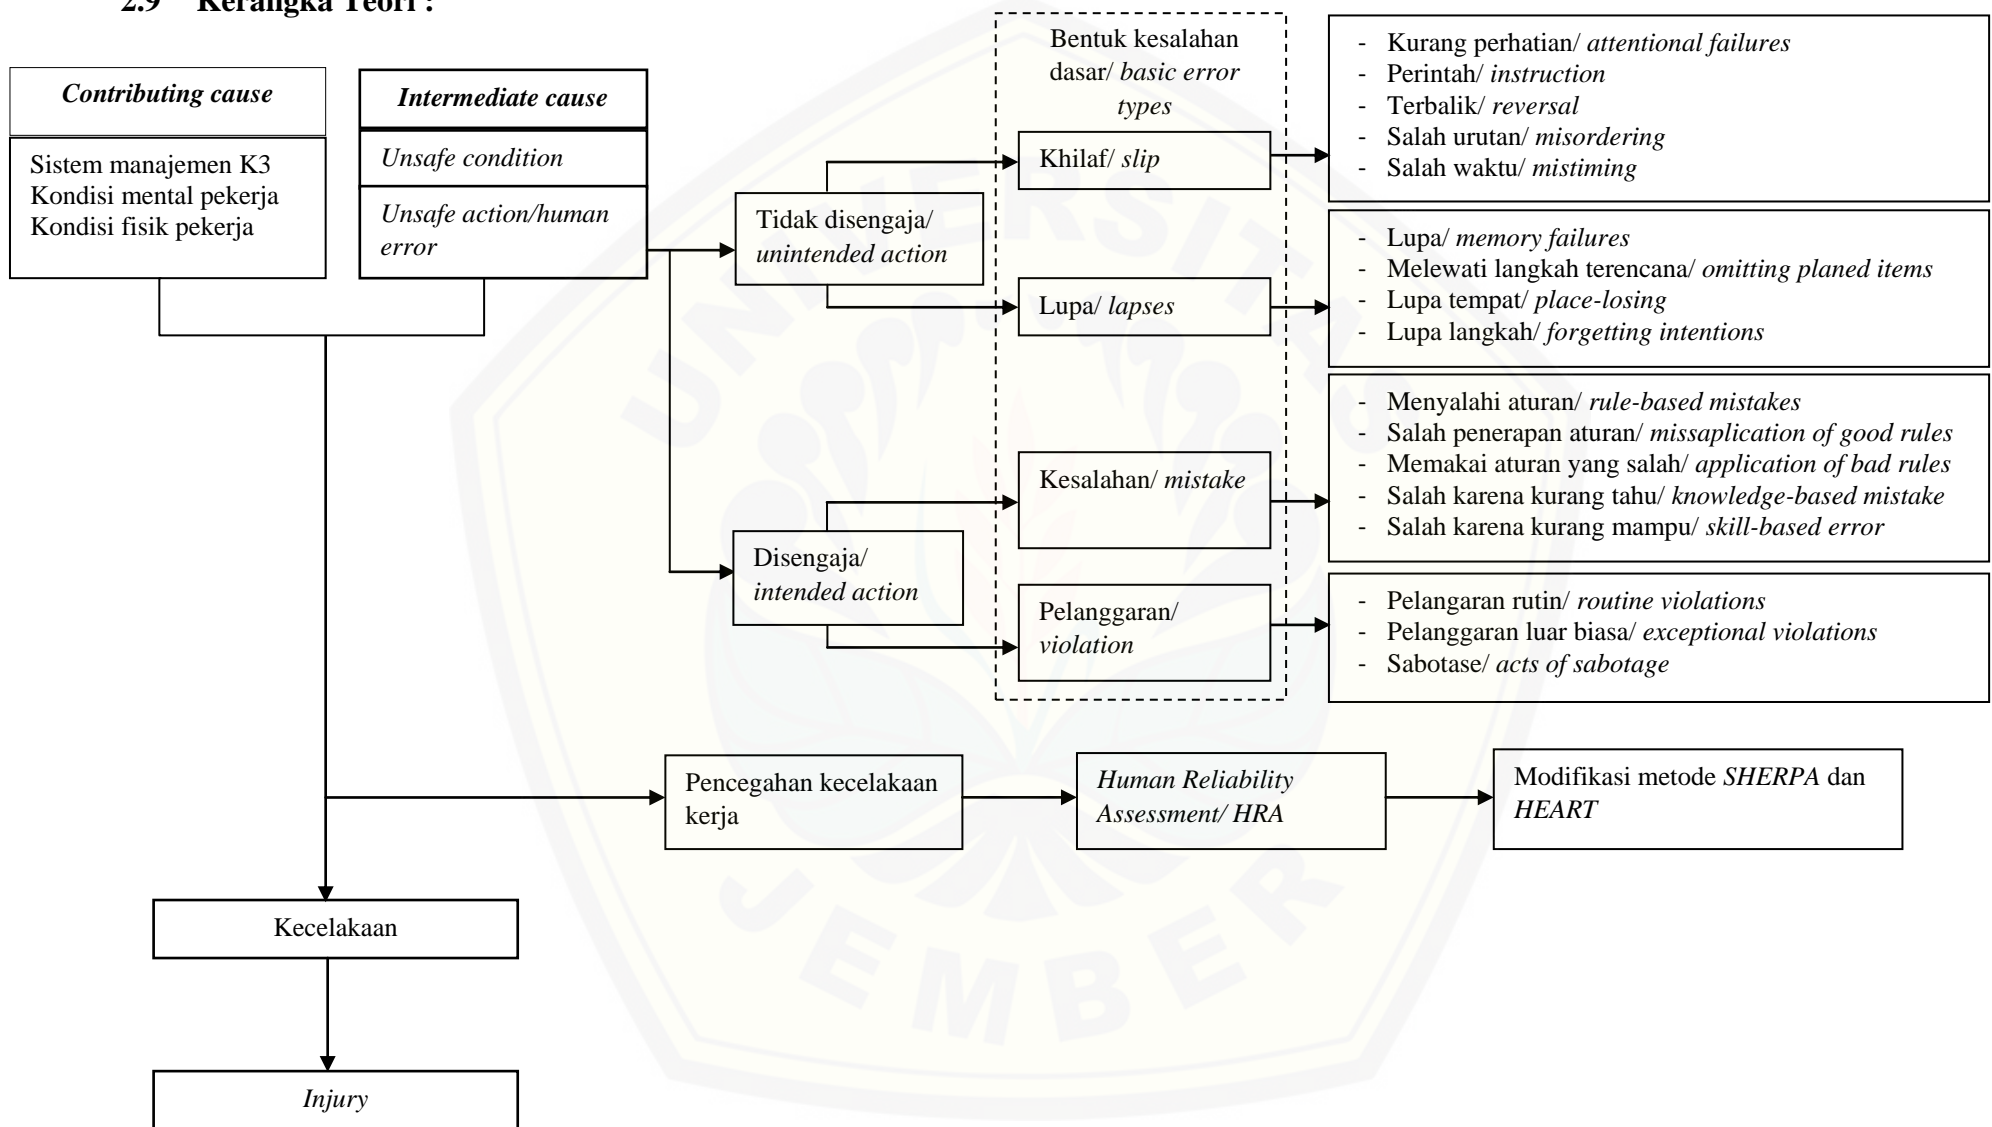 2.9 Kerangka Teori :
Contributing cause
Sistem manajemen K3
Kondisi mental pekerja
Kondisi fisik pekerja
Intermediate cause
Unsafe condition
Unsafe action/human
error
Tidak disengaja/
unintended action
Disengaja/
intended action
Bentuk kesalahan
dasar/ basic error
types
Khilaf/ slip
Lupa/ lapses
Kesalahan/ mistake
Pelanggaran/
violation
- Kurang perhatian/ attentional failures
- Perintah/ instruction
- Terbalik/ reversal
- Salah urutan/ misordering
- Salah waktu/ mistiming
- Lupa/ memory failures
- Melewati langkah terencana/ omitting planed items
- Lupa tempat/ place-losing
- Lupa langkah/ forgetting intentions
- Menyalahi aturan/ rule-based mistakes
- Salah penerapan aturan/ missaplication of good rules
- Memakai aturan yang salah/ application of bad rules
- Salah karena kurang tahu/ knowledge-based mistake
- Salah karena kurang mampu/ skill-based error
- Pelangaran rutin/ routine violations
- Pelanggaran luar biasa/ exceptional violations
- Sabotase/ acts of sabotage
Pencegahan kecelakaan
kerja
Human Reliability
Assessment/ HRA
Modifikasi metode SHERPA dan
HEART
Kecelakaan
Injury
UNIVERSITAS
JEMBER